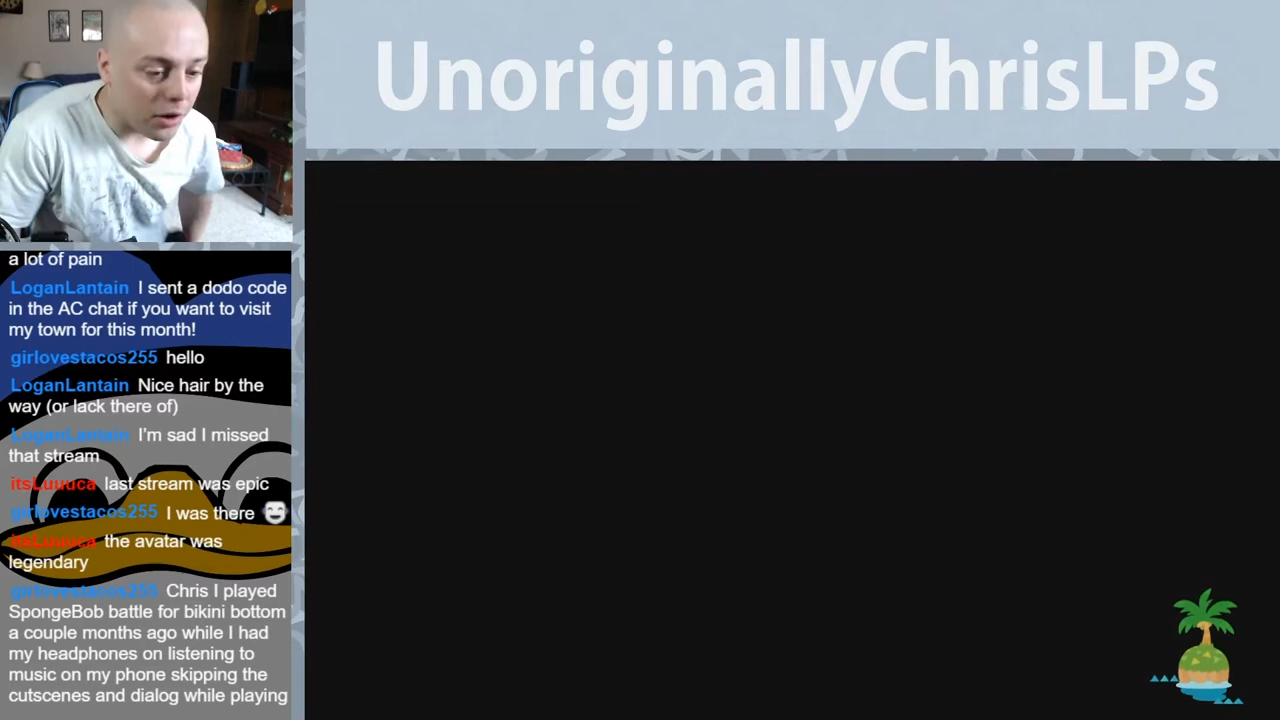 UnoriginallyChrisLPs
a lot of pain
LoganLantain I sent a dodo code
in the AC chat if you want to visit
my town for this month!
girlovestacos255 hello
LoganLantain Nice hair by the
way (or lack there of)
LoganLantain I'm sad I missed
that stream
itsLuuuca last stream was epic
girlovestacos255 I was there
itsLuuuca the avatar was
legendary
girlovestacos255 Chris I played
SpongeBob battle for bikini bottom
a couple months ago while I had
my headphones on listening to
music on my phone skipping the
cutscenes and dialog while playing